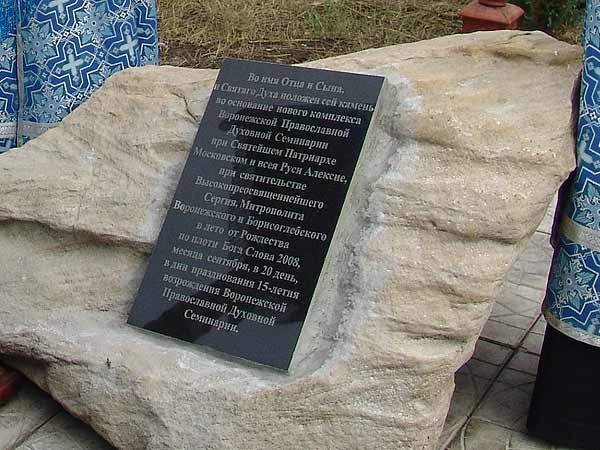 Во имя Отца и Сына,
и Святаго Духа положен сей камень
во основание нового комплекса
Воронежской Православной
Духовной Семинарии
при Святейшем Патриархе
Московском и всея Руси Алексие,
при святительстве
Высокопреосвященнейшего
Сергия, Митрополита
Воронежского и Борисоглебского
в лето от Рождества
по плоти Бога Слова 2008,
месяца сентября, в 20 день,
в дни празднования 15-летия
возрождения Воронежской
Православной Духовной
Семинарии.